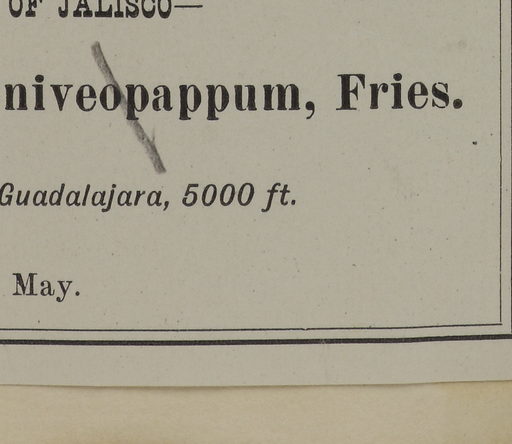 OF JALISCO—
niveopappum, Fries.
Guadalajara, 5000 ft.
May.